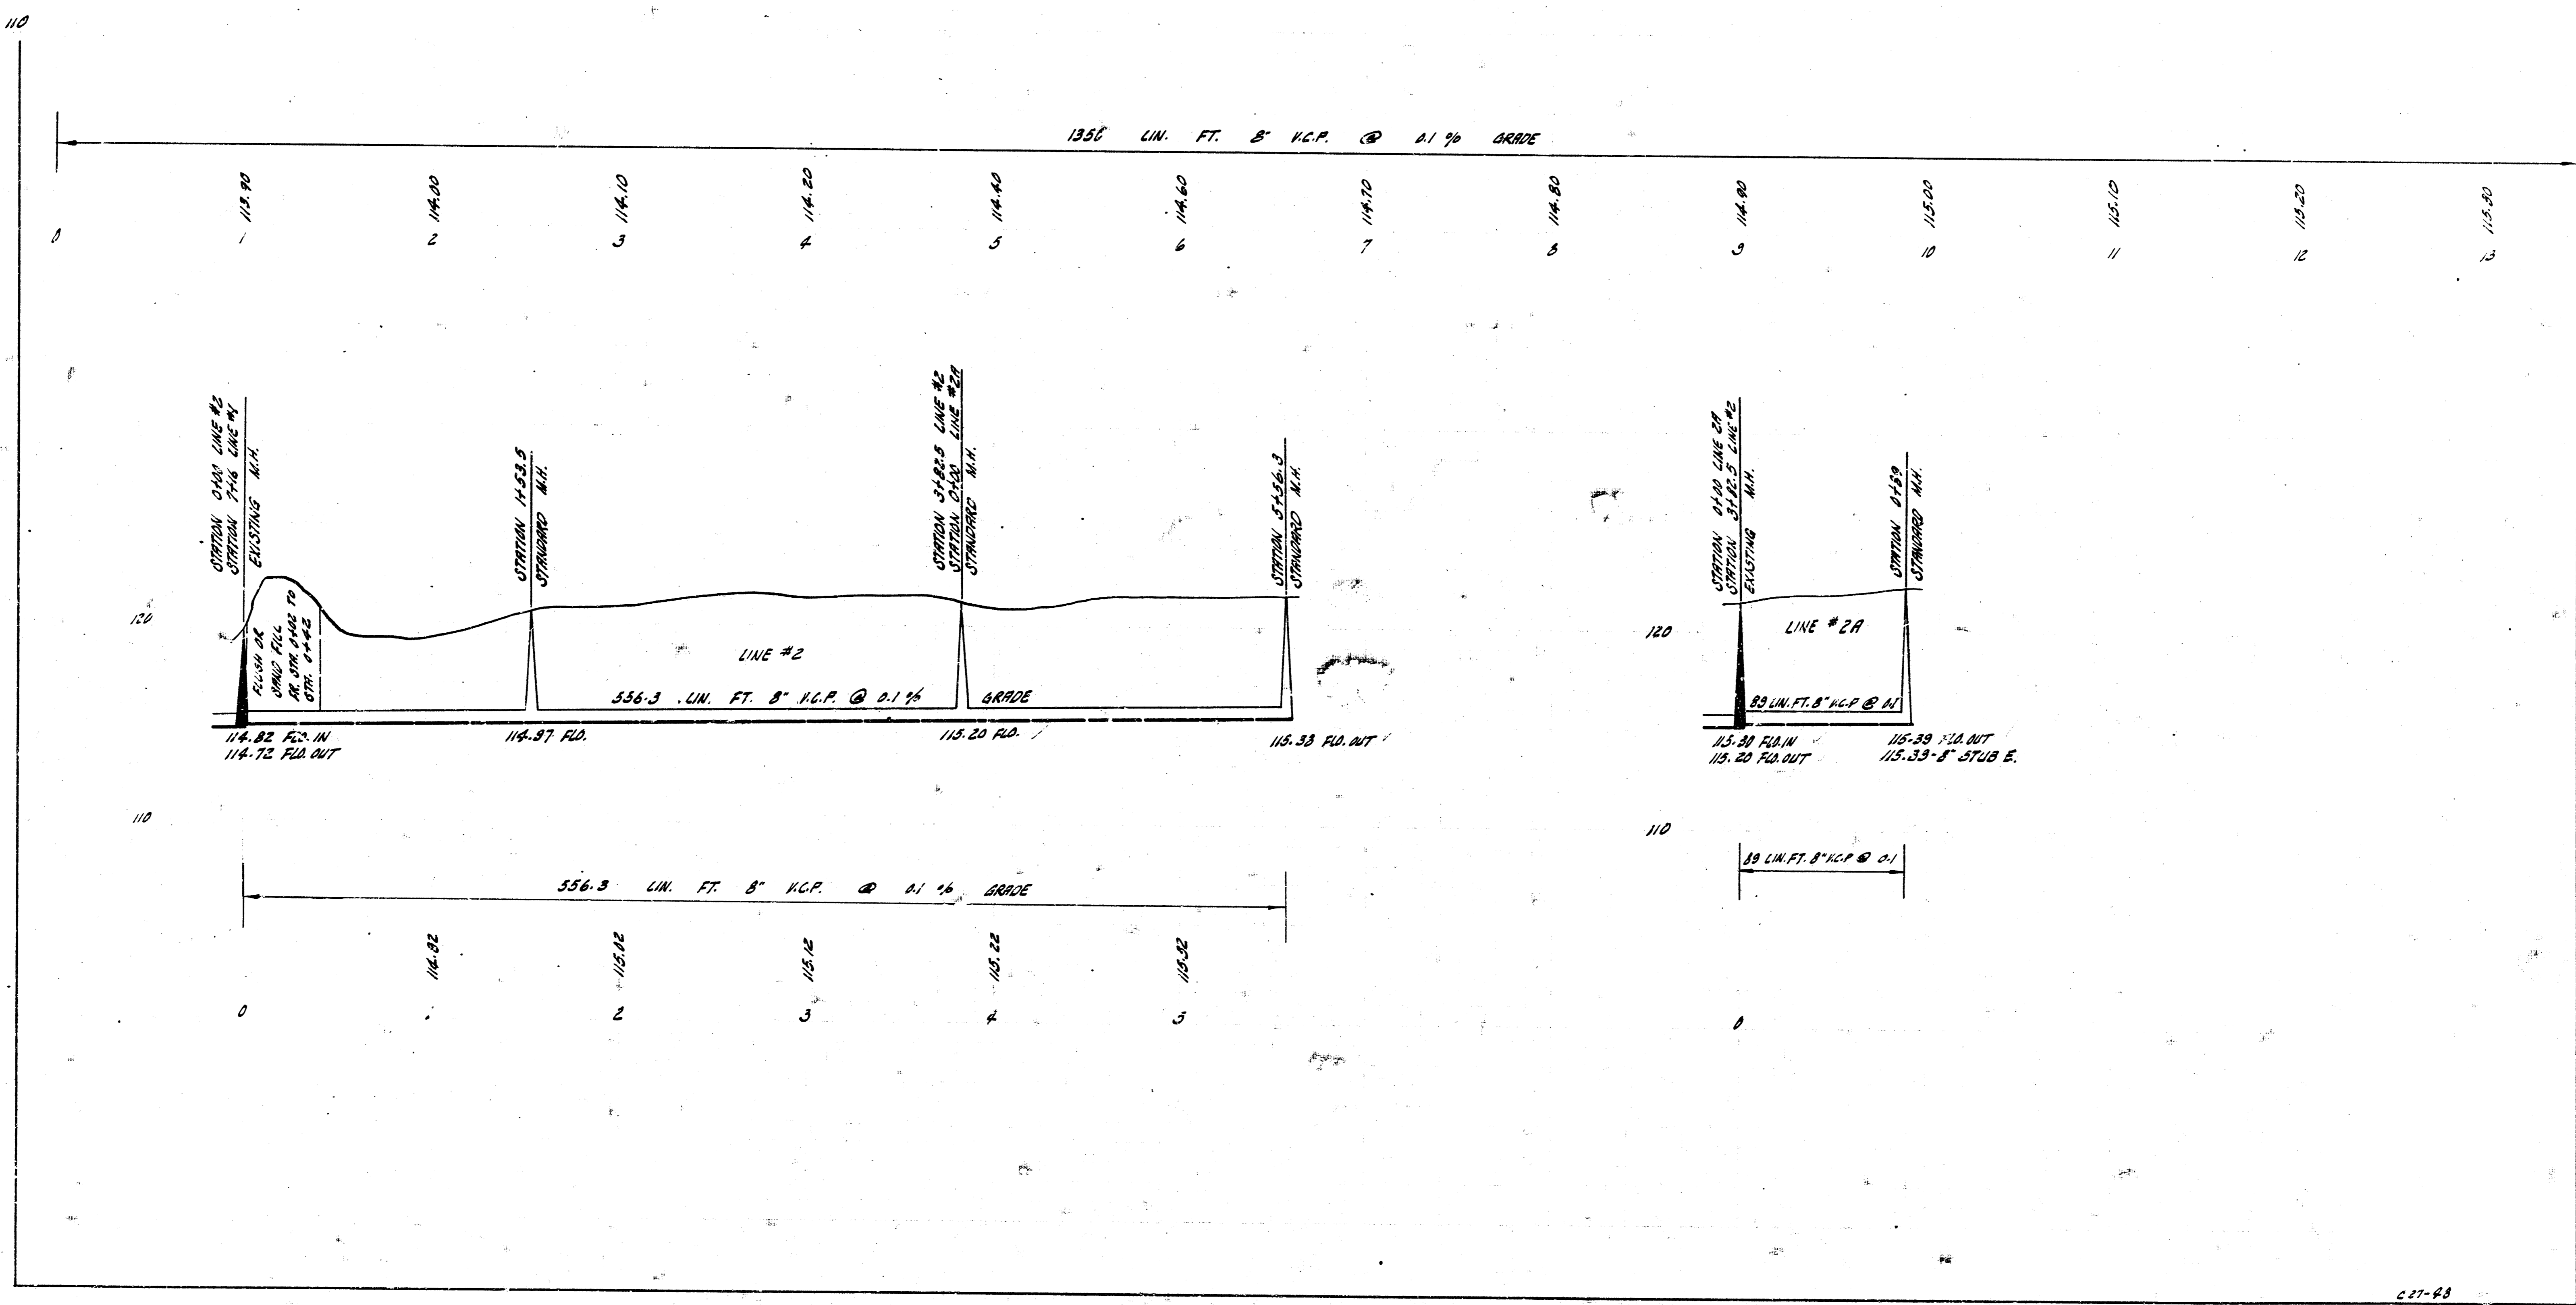 110
LIN. FT. 8" V.C.P. @ 0.1 % GRADE
113.90 114.00 114.10 114.20 114.40 114.60 114.70 114.80 114.90 115.00 115.10 115.20 115.30
0 1 2 3 4 5 6 7 8 9 10 11 12 13
STATION 0+00 LINE #2
STATION 7+16 LINE #1
EXISTING M.H.
STATION 1+53.5
STANDARD M.H.
STATION 3+82.5 LINE #2
STATION 0+00 LINE #2A
STANDARD M.H.
STATION 5+56.3
STANDARD M.H.
120
FLUSH OR
SAND FILL
FR. STA. 0+02 TO
STA. 0+42
LINE #2
556.3 LIN. FT. 8" V.C.P. @ 0.1 % GRADE
114.82 FLO. IN
114.72 FLO. OUT
114.97 FLO.
115.20 FLO.
115.38 FLO. OUT
110
556.3 LIN. FT. 8" V.C.P. @ 0.1 % GRADE
114.92 115.02 115.12 115.22 115.32
0 2 3 4 5
STATION 0+00 LINE 2A
STATION 3+82.5 LINE #2
EXISTING M.H.
STATION 0+89
STANDARD M.H.
120
LINE #2A
89 LIN. FT. 8" V.C.P @ 0.1
115.30 FLO. IN
115.20 FLO. OUT
115.39 FLO. OUT
115.39-8" STUB E.
110
89 LIN. FT. 8" V.C.P @ 0.1
0
C27-48